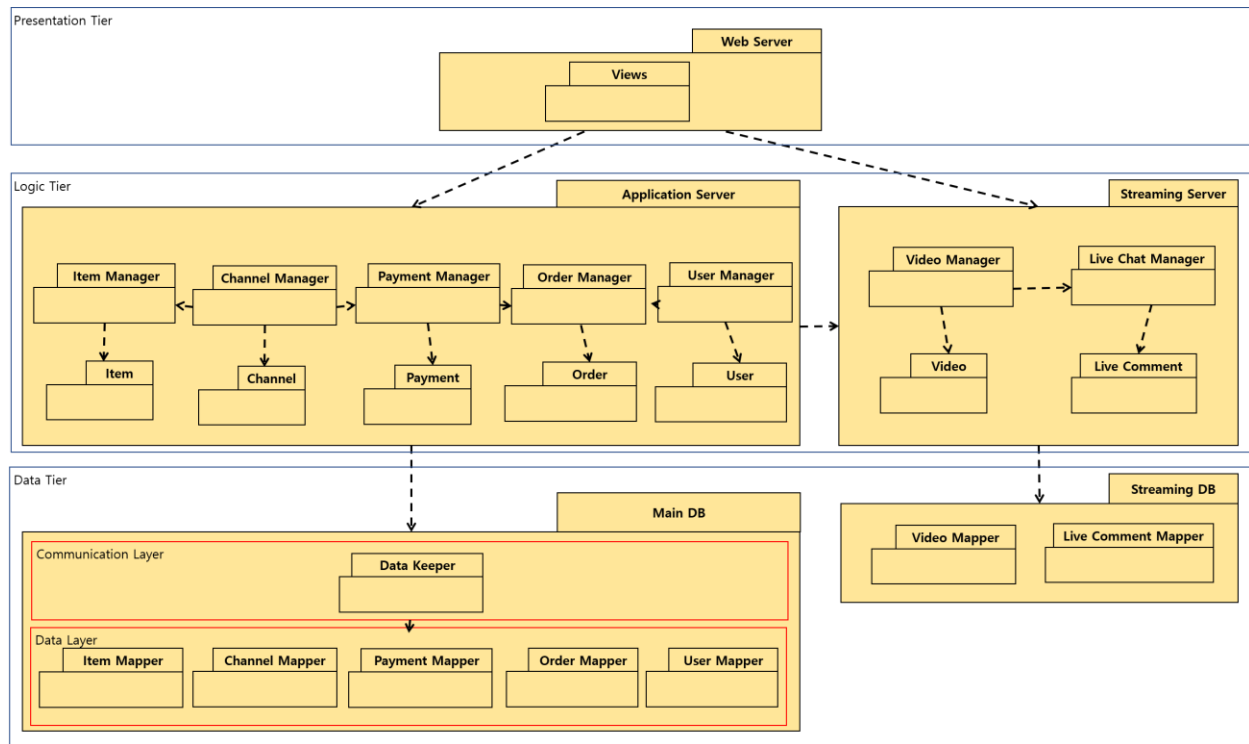 Presentation Tier
Web Server
Views
Logic Tier
Application Server
Streaming Server
Item Manager
Channel Manager
Payment Manager
Order Manager
User Manager
Video Manager
Live Chat Manager
Item
Channel
Payment
Order
User
Video
Live Comment
Data Tier
Main DB
Streaming DB
Communication Layer
Data Keeper
Video Mapper
Live Comment Mapper
Data Layer
Item Mapper
Channel Mapper
Payment Mapper
Order Mapper
User Mapper